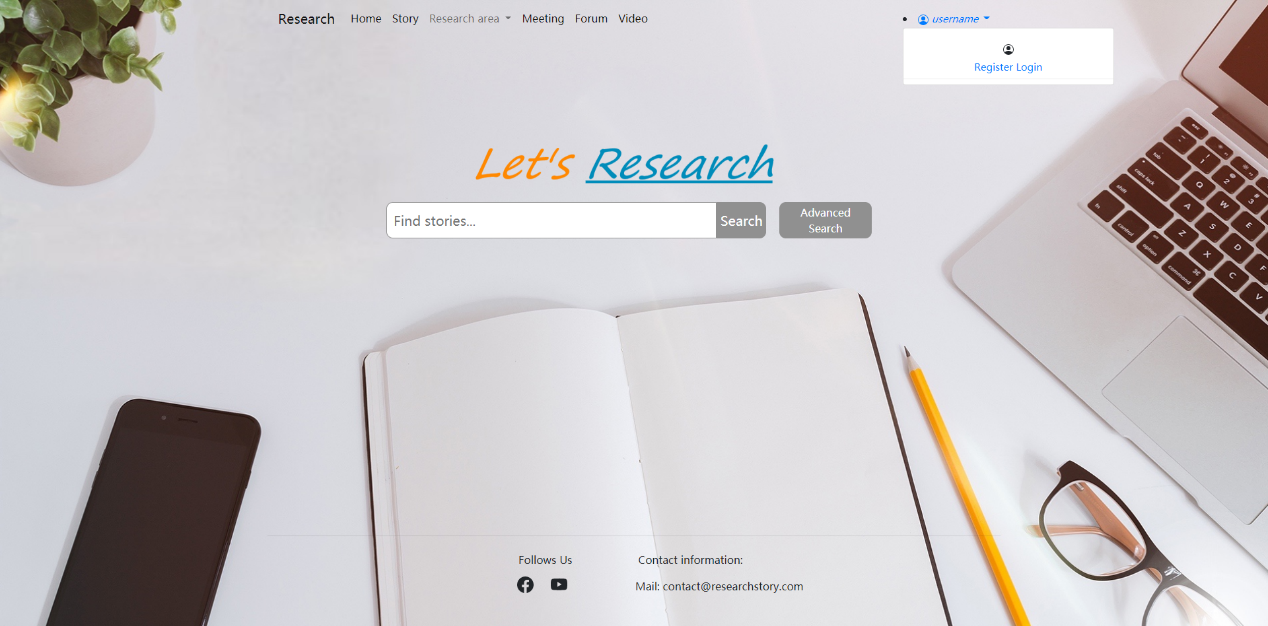 Research Home Story Research area Meeting Forum Video username
Register Login
Let's Research
Find stories... Search Advanced
Search
Follows Us Contact information:
Mail: contact@researchstory.com